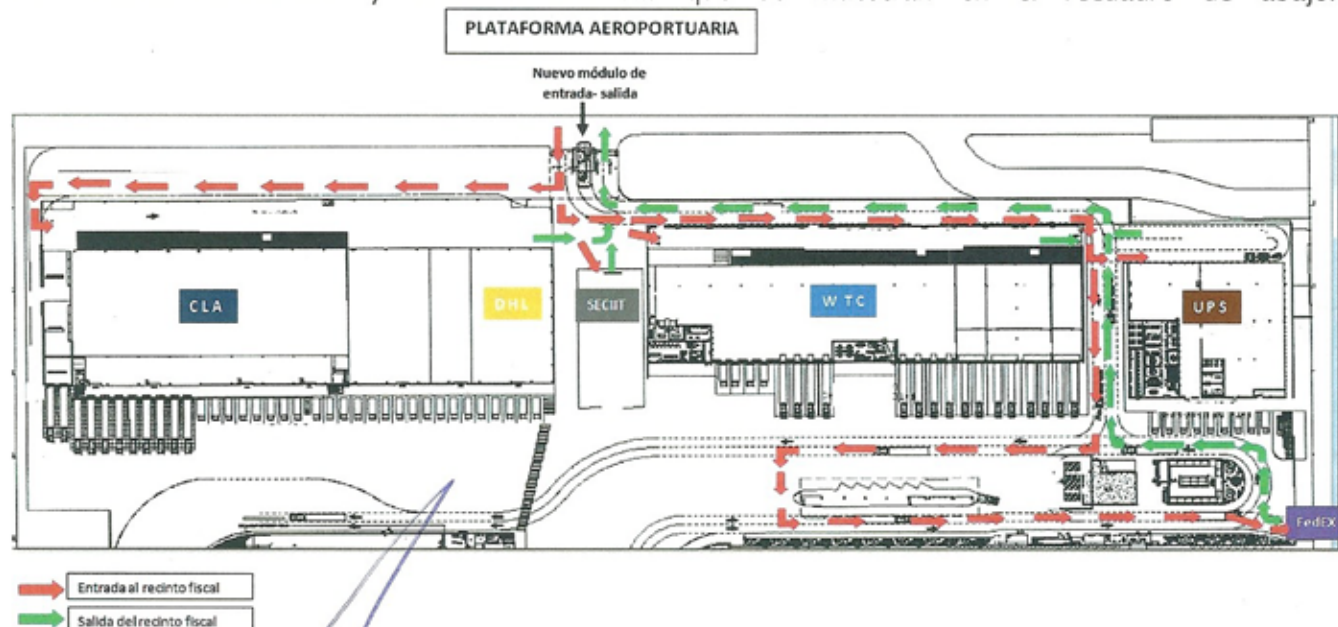 PLATAFORMA AEROPORTUARIA
Nuevo módulo de
entrada- salida
CLA
DHL
SECIIT
WTC
UPS
FedEX
Entrada al recinto fiscal
Salida del recinto fiscal